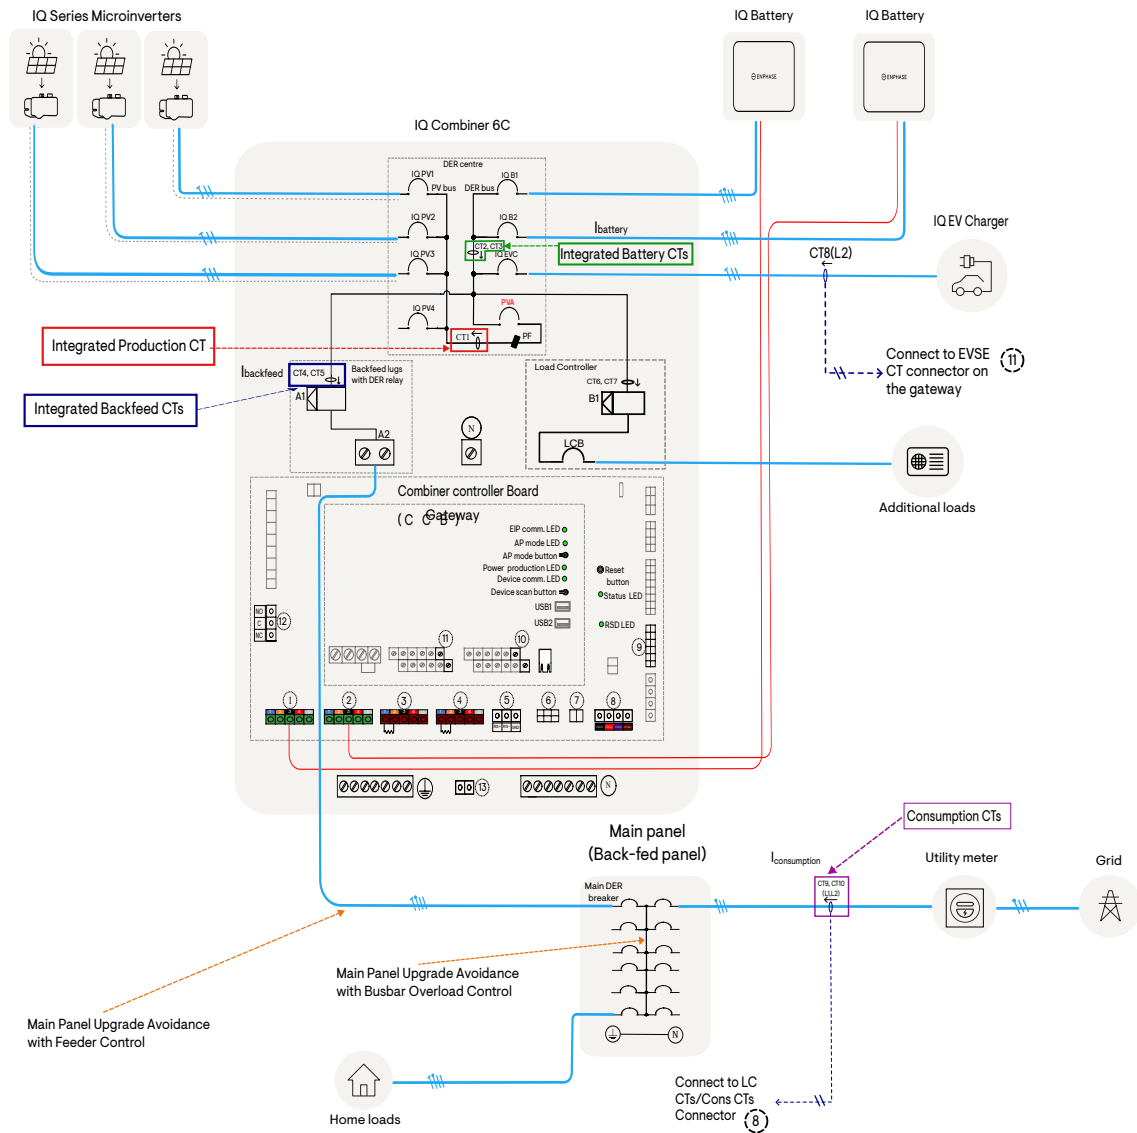 IQ Series Microinverters
IQ Battery
IQ Battery
ENPHASE
ENPHASE
IQ Combiner 6C
DER centre
IQ PV1
PV bus
DER bus
IQ B1
IQ PV2
IQ B2
I battery
CT2, CT3
Integrated Battery CTs
IQ PV3
IQ EVC
IQ EV Charger
CT8(L2)
IQ PV4
PVA
CT1
PF
Integrated Production CT
Connect to EVSE
CT connector on
the gateway
11
I backfeed
CT4, CT5
Backfeed lugs
with DER relay
A1
A2
Integrated Backfeed CTs
N
Load Controller
CT6, CT7
B1
LCB
Additional loads
Combiner controller Board
(C C B)
Gateway
EIP comm. LED
AP mode LED
AP mode button
Power production LED
Device comm. LED
Device scan button
USB1
USB2
Reset
button
Status LED
RSD LED
NO
C
NC
12
11
10
9
1
2
3
4
5
6
7
8
13
N
Main panel
(Back-fed panel)
Main DER
breaker
N
I consumption
Consumption CTs
CT9, CT10
(L1,L2)
Utility meter
Grid
Main Panel Upgrade Avoidance
with Busbar Overload Control
Main Panel Upgrade Avoidance
with Feeder Control
Home loads
Connect to LC
CTs/Cons CTs
Connector
8